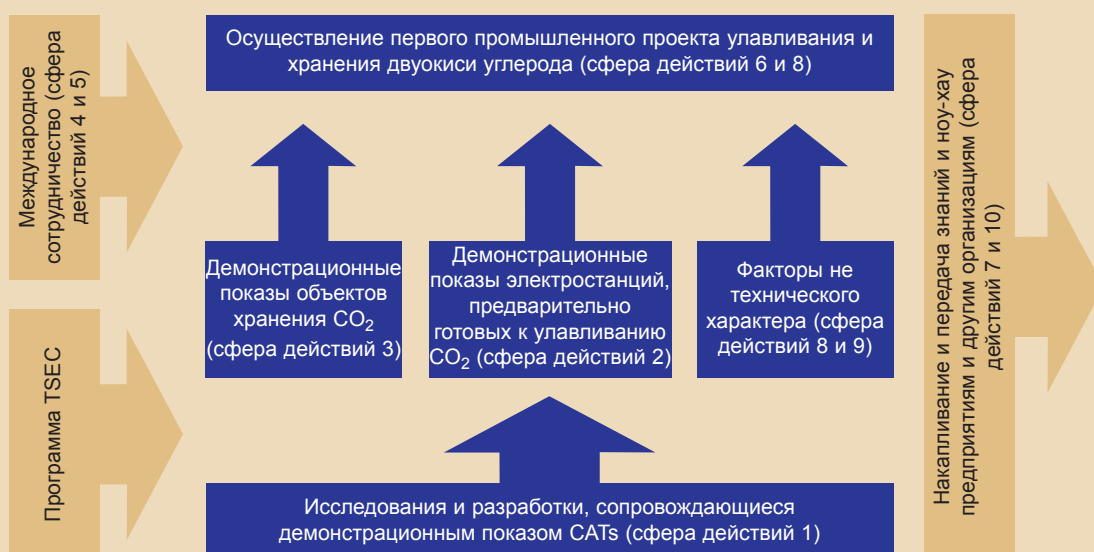 Международное
сотрудничество (сфера
действий 4 и 5)
Программа TSEC
Осуществление первого промышленного проекта улавливания и
хранения двуокиси углерода (сфера действий 6 и 8)
Демонстрационные
показы объектов
хранения CO₂
(сфера действий 3)
Демонстрационные
показы электростанций,
предварительно
готовых к улавливанию
CO₂ (сфера действий 2)
Факторы не
технического
характера (сфера
действий 8 и 9)
Исследования и разработки, сопровождающиеся
демонстрационным показом CATs (сфера действий 1)
Накапливание и передача знаний и ноу-хау
предприятиям и другим организациям (сфера
действий 7 и 10)